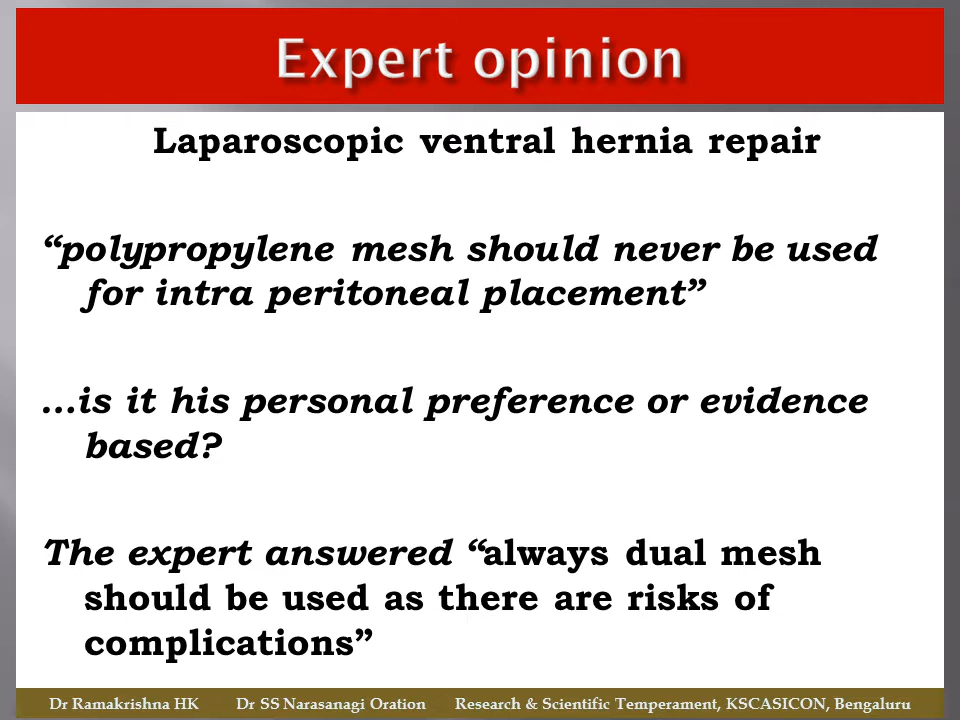 Expert opinion
Laparoscopic ventral hernia repair
“polypropylene mesh should never be used
for intra peritoneal placement”
…is it his personal preference or evidence
based?
The expert answered “always dual mesh
should be used as there are risks of
complications”
Dr Ramakrishna HK Dr SS Narasanagi Oration Research & Scientific Temperament, KSCASICON, Bengaluru